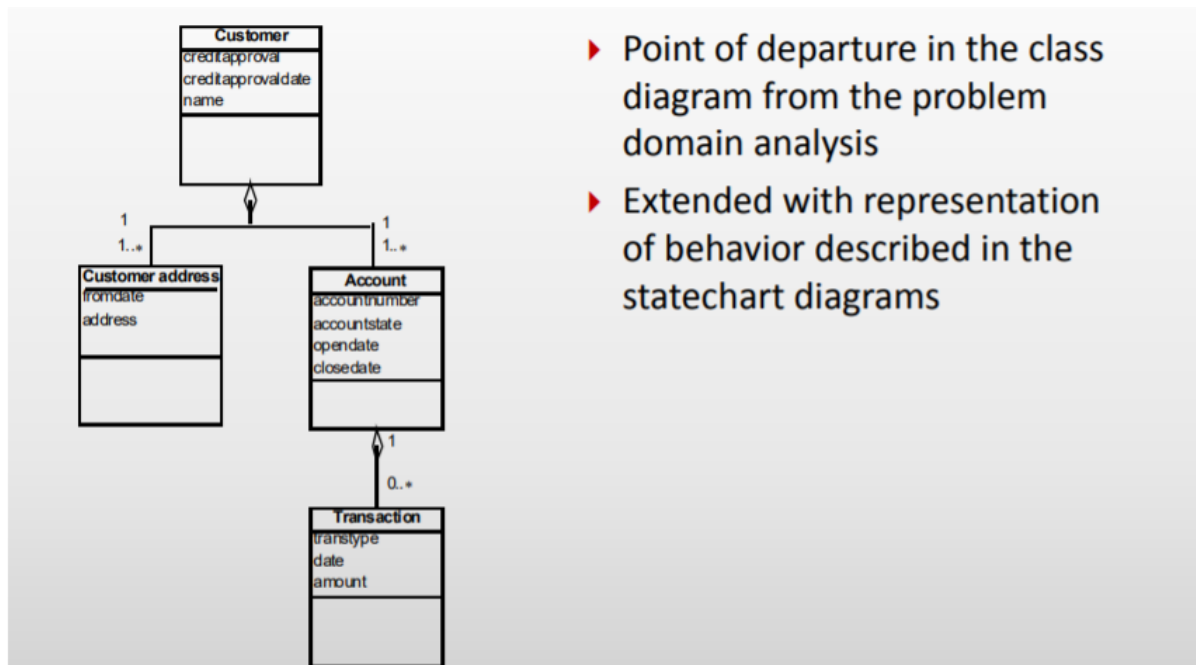 Customer
creditapproval
creditapprovaldate
name
1
1..*
1
1..*
Customer address
fromdate
address
Account
accountnumber
accountstate
opendate
closedate
1
0..*
Transaction
transtype
date
amount
Point of departure in the class
diagram from the problem
domain analysis
Extended with representation
of behavior described in the
statechart diagrams